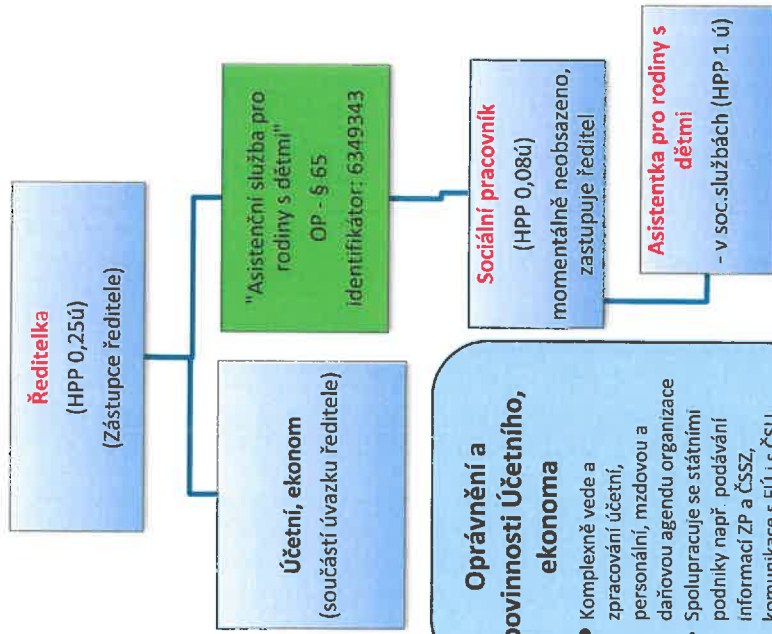 Ředitelka
(HPP 0,25ú)
(Zástupce ředitele)
Účetní, ekonom
(součástí úvazku ředitele)
"Asistenční služba pro
rodiny s dětmi"
OP - § 65
identifikátor: 6349343
Sociální pracovník
(HPP 0,08ú)
momentálně neobsazeno,
zastupuje ředitel
Asistentka pro rodiny s
dětmi
- v soc.službách (HPP 1 ú)
Oprávnění a
povinnosti Účetního,
ekonoma
• Komplexně vede a
zpracování účetní,
personální, mzdovou a
daňovou agendu organizace
Spolupracuje se státními
podniky např. podávání
informací ZP a ČSSZ,
komunikace s FÚ i s ČSU